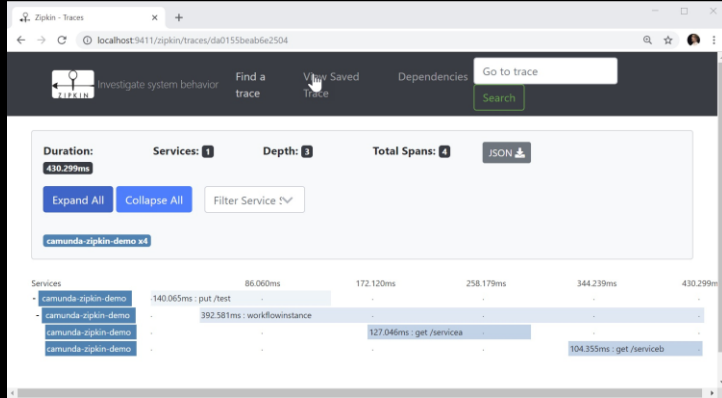 Zipkin - Traces
localhost:9411/zipkin/traces/da0155beab6e2504
ZIPKIN
Investigate system behavior
Find a
trace
View Saved
Trace
Dependencies
Go to trace
Search
Duration:
430.299ms
Services: 1
Depth: 3
Total Spans: 4
JSON
Expand All
Collapse All
Filter Service
camunda-zipkin-demo x4
Services 86.060ms 172.120ms 258.179ms 344.239ms 430.299m
- camunda-zipkin-demo 140.065ms : put /test
- camunda-zipkin-demo 392.581ms : workflowinstance
camunda-zipkin-demo 127.046ms : get /servicea
camunda-zipkin-demo 104.355ms : get /serviceb